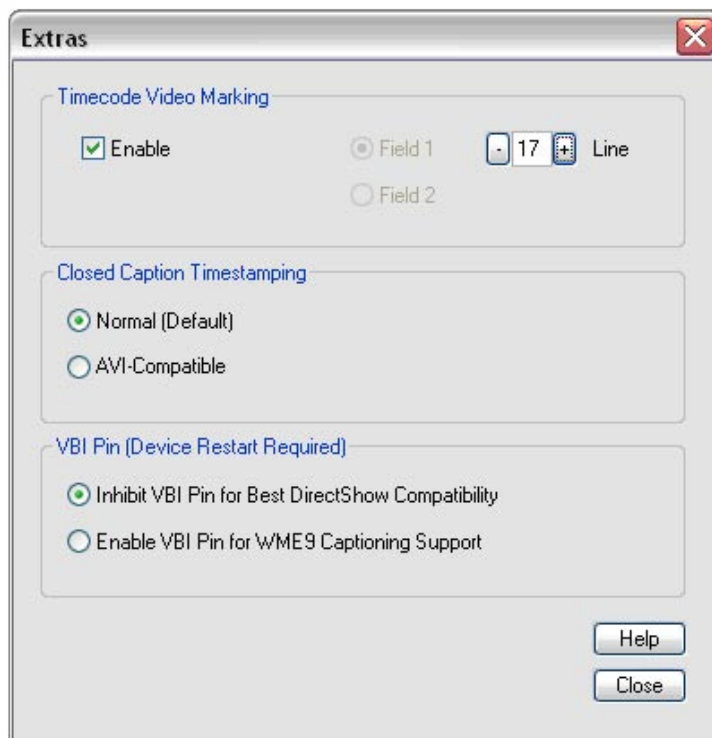 Extras
Timecode Video Marking
Enable
Field 1
- 17 + Line
Field 2
Closed Caption Timestamping
Normal (Default)
AVI-Compatible
VBI Pin (Device Restart Required)
Inhibit VBI Pin for Best DirectShow Compatibility
Enable VBI Pin for WME9 Captioning Support
Help
Close